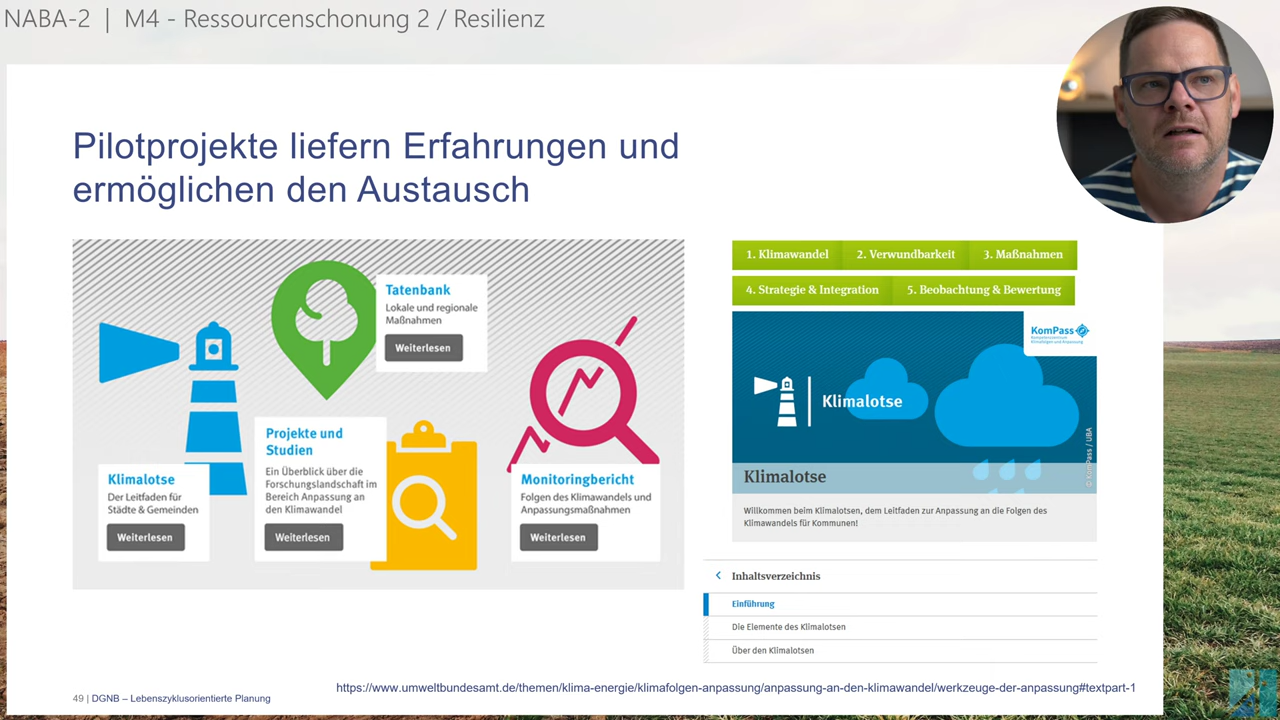 NABA-2 | M4 - Ressourcenschonung 2 / Resilienz
Pilotprojekte liefern Erfahrungen und
ermöglichen den Austausch
Tatenbank
Lokale und regionale
Maßnahmen
Weiterlesen
Projekte und
Studien
Ein Überblick über die
Forschungslandschaft im
Bereich Anpassung an
den Klimawandel
Weiterlesen
Klimalotse
Der Leitfaden für
Städte & Gemeinden
Weiterlesen
Monitoringbericht
Folgen des Klimawandels und
Anpassungsmaßnahmen
Weiterlesen
1. Klimawandel
2. Verwundbarkeit
3. Maßnahmen
4. Strategie & Integration
5. Beobachtung & Bewertung
KomPass
Kompetenzzentrum
Klimafolgen und Anpassung
Klimalotse
© KomPass / UBA
Klimalotse
Willkommen beim Klimalotsen, dem Leitfaden zur Anpassung an die Folgen des
Klimawandels für Kommunen!
Inhaltsverzeichnis
Einführung
Die Elemente des Klimalotsen
Über den Klimalotsen
https://www.umweltbundesamt.de/themen/klima-energie/klimafolgen-anpassung/anpassung-an-den-klimawandel/werkzeuge-der-anpassung#textpart-1
49 | DGNB – Lebenszyklusorientierte Planung